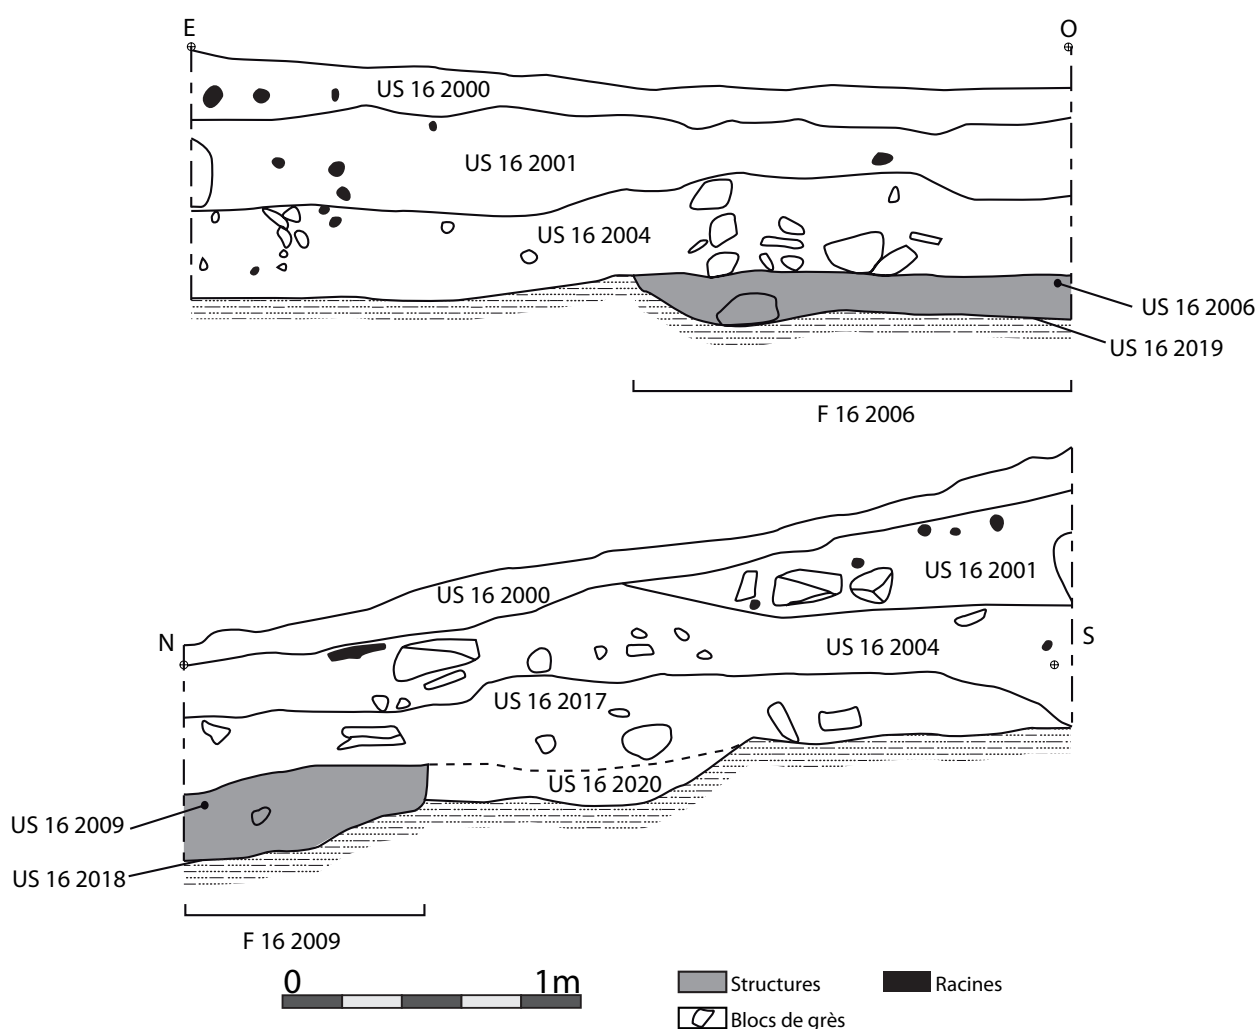 E
O
US 16 2000
US 16 2001
US 16 2004
US 16 2006
US 16 2019
F 16 2006
US 16 2001
US 16 2000
N
S
US 16 2004
US 16 2017
US 16 2020
US 16 2009
US 16 2018
F 16 2009
0 1m
Structures
Racines
Blocs de grès